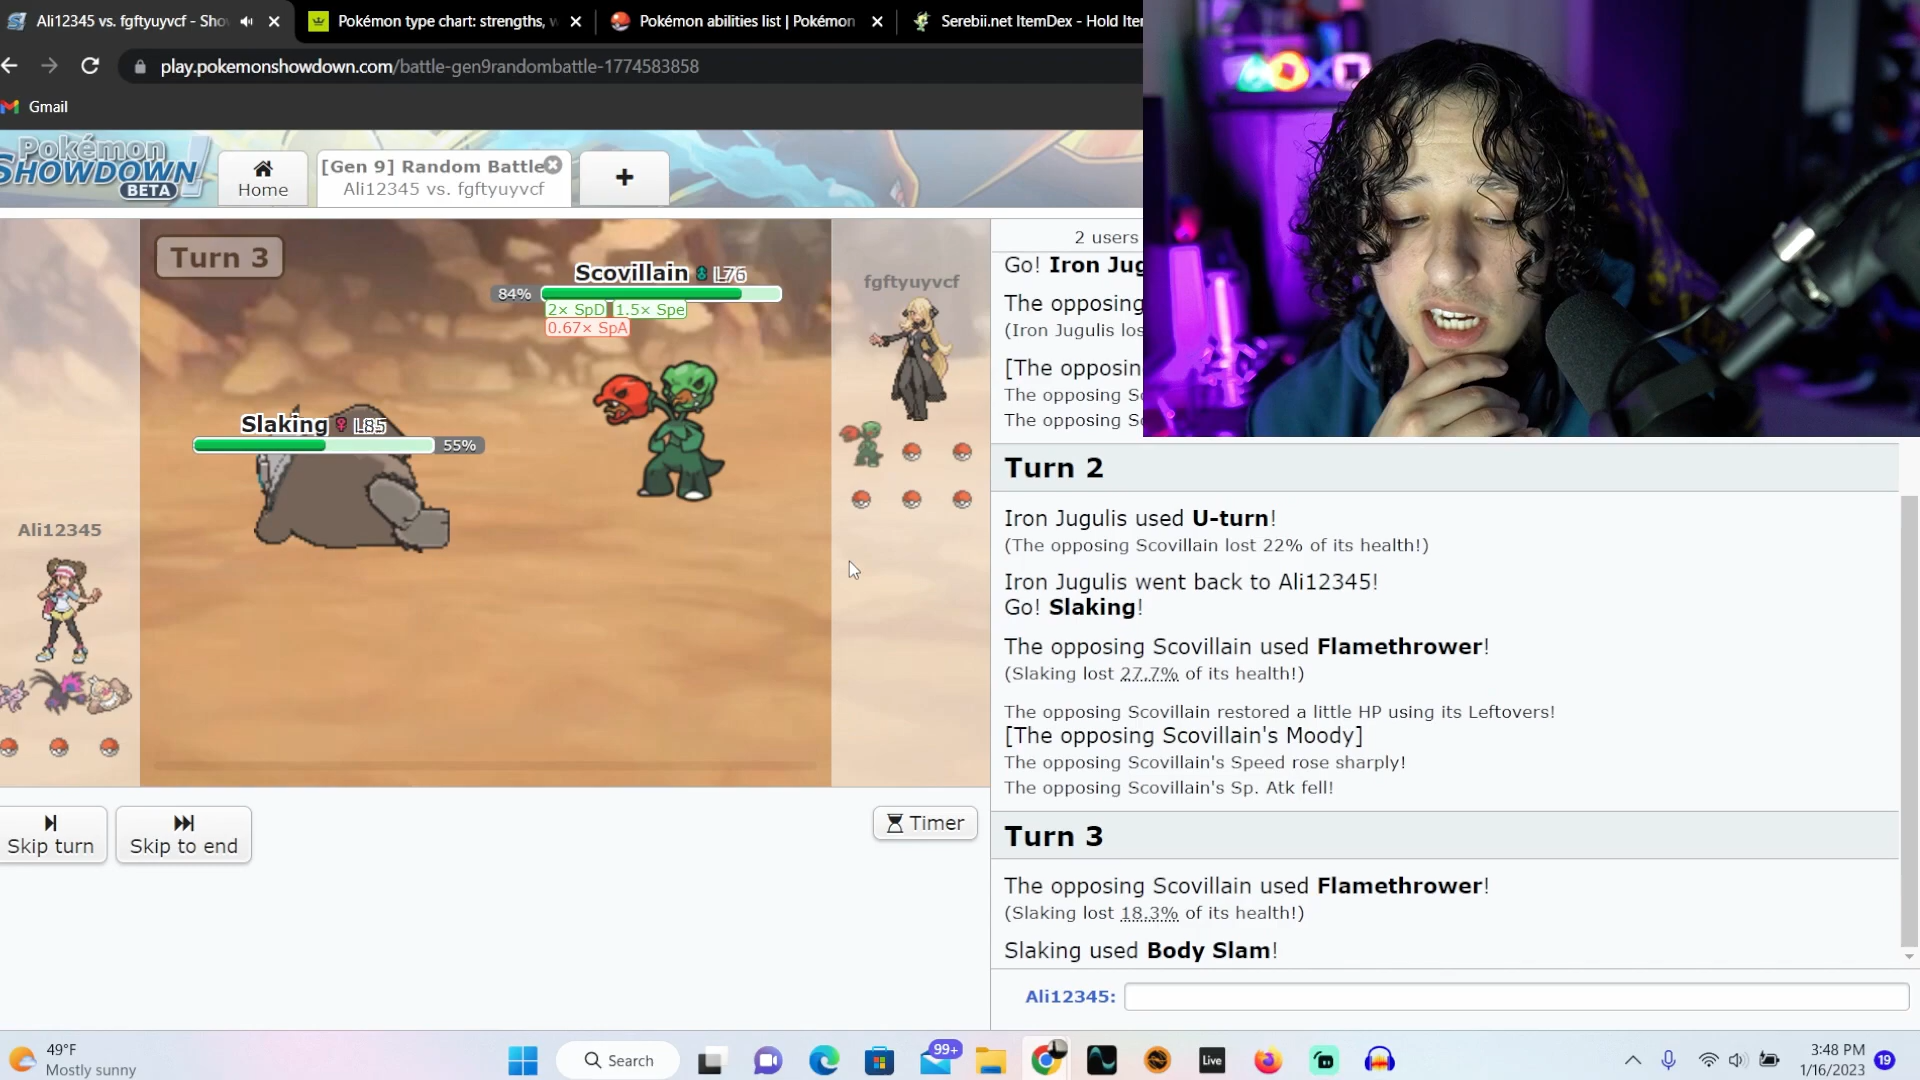 Ali12345 vs. fgftyuyvcf - Sho
Pokémon type chart: strengths, w
Pokémon abilities list | Pokémon
Serebii.net ItemDex - Hold Iter
play.pokemonshowdown.com/battle-gen9randombattle-1774583858
Gmail
Pokémon
SHOWDOWN!
BETA
Home
[Gen 9] Random Battle
Ali12345 vs. fgftyuyvcf
+
Turn 3
Scovillain L76
84%
2× SpD 1.5× Spe
0.67× SpA
Slaking L85
55%
Ali12345
fgftyuyvcf
Skip turn
Skip to end
Timer
2 users
Go! Iron Jug
The opposing
(Iron Jugulis los
[The opposin
The opposing Sc
The opposing Sc
Turn 2
Iron Jugulis used U-turn!
(The opposing Scovillain lost 22% of its health!)
Iron Jugulis went back to Ali12345!
Go! Slaking!
The opposing Scovillain used Flamethrower!
(Slaking lost 27.7% of its health!)
The opposing Scovillain restored a little HP using its Leftovers!
[The opposing Scovillain's Moody]
The opposing Scovillain's Speed rose sharply!
The opposing Scovillain's Sp. Atk fell!
Turn 3
The opposing Scovillain used Flamethrower!
(Slaking lost 18.3% of its health!)
Slaking used Body Slam!
Ali12345:
49°F
Mostly sunny
Search
99+
Live
3:48 PM
1/16/2023
19